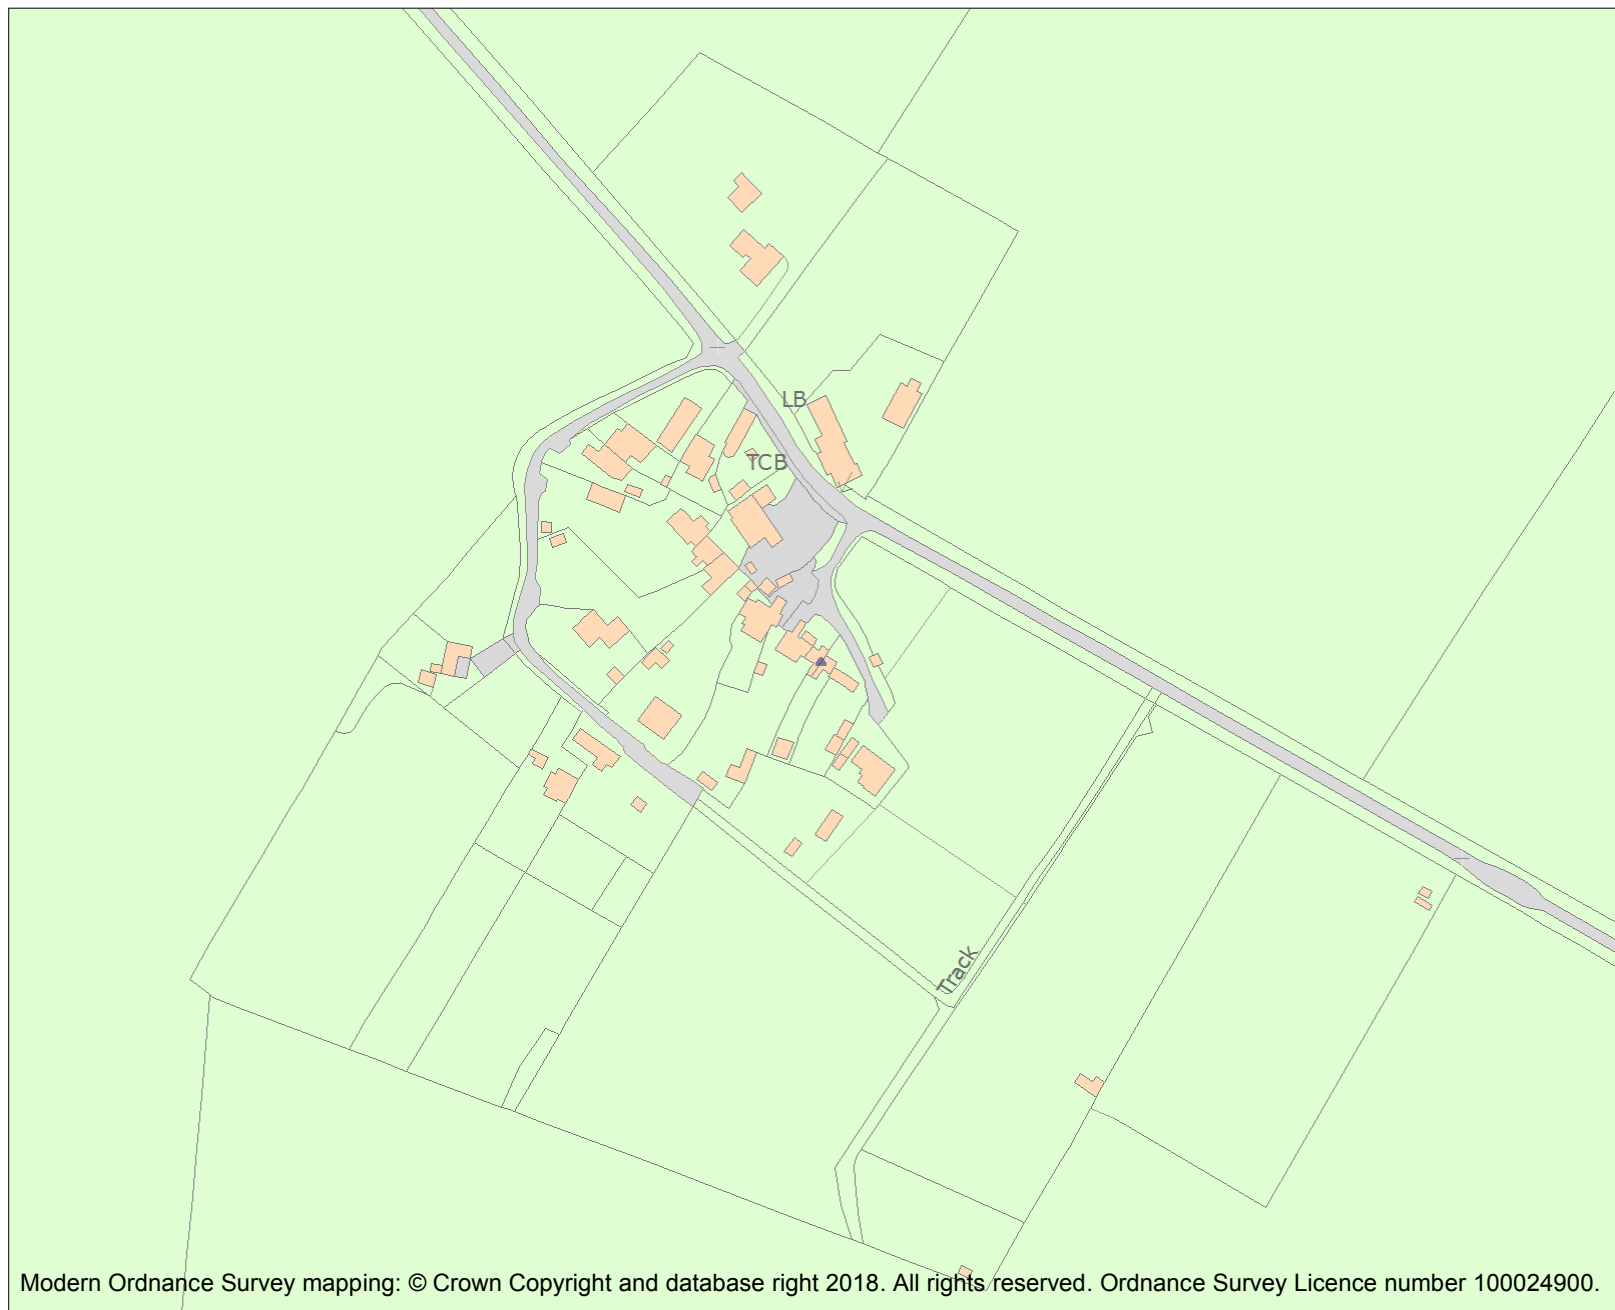 LB
TCB
Track
Modern Ordnance Survey mapping: © Crown Copyright and database right 2018. All rights reserved. Ordnance Survey Licence number 100024900.